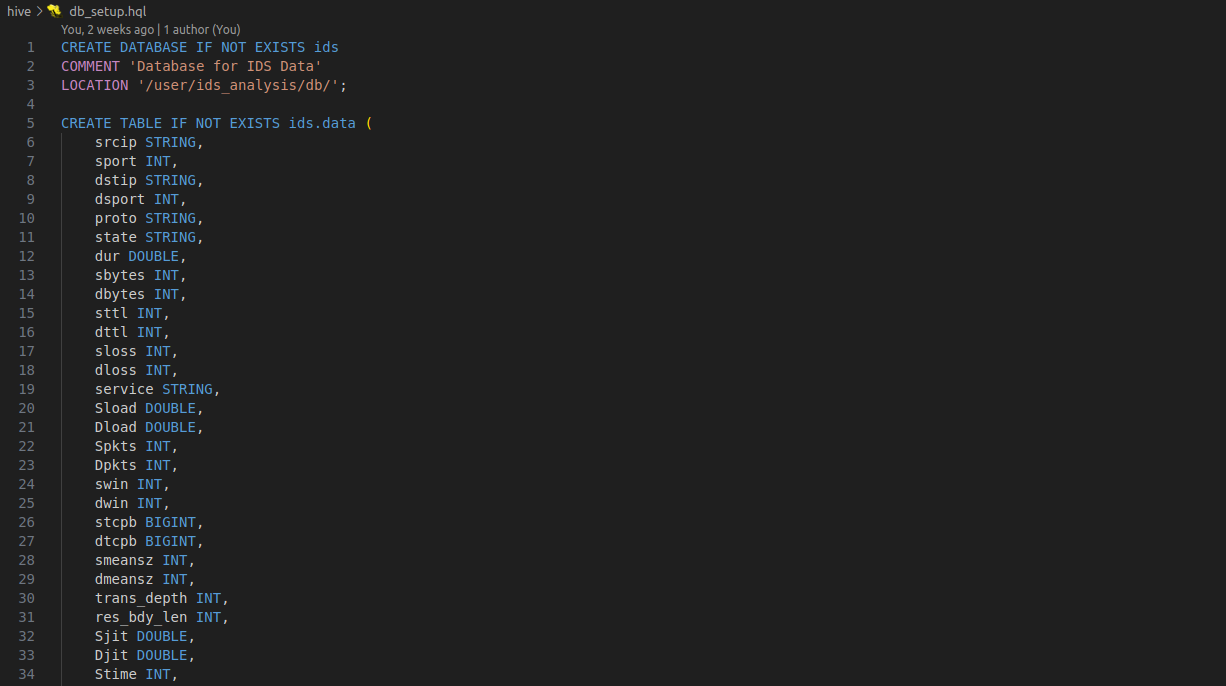 hive > db_setup.hql
You, 2 weeks ago | 1 author (You)
1 CREATE DATABASE IF NOT EXISTS ids
2 COMMENT 'Database for IDS Data'
3 LOCATION '/user/ids_analysis/db/';
4
5 CREATE TABLE IF NOT EXISTS ids.data (
6 srcip STRING,
7 sport INT,
8 dstip STRING,
9 dsport INT,
10 proto STRING,
11 state STRING,
12 dur DOUBLE,
13 sbytes INT,
14 dbytes INT,
15 sttl INT,
16 dttl INT,
17 sloss INT,
18 dloss INT,
19 service STRING,
20 Sload DOUBLE,
21 Dload DOUBLE,
22 Spkts INT,
23 Dpkts INT,
24 swin INT,
25 dwin INT,
26 stcpb BIGINT,
27 dtcpb BIGINT,
28 smeansz INT,
29 dmeansz INT,
30 trans_depth INT,
31 res_bdy_len INT,
32 Sjit DOUBLE,
33 Djit DOUBLE,
34 Stime INT,